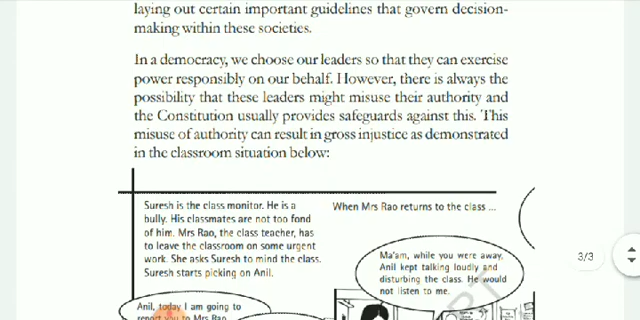 laying out certain important guidelines that govern decision-
making within these societies.
In a democracy, we choose our leaders so that they can exercise
power responsibly on our behalf. However, there is always the
possibility that these leaders might misuse their authority and
the Constitution usually provides safeguards against this. This
misuse of authority can result in gross injustice as demonstrated
in the classroom situation below:
Suresh is the class monitor. He is a
bully. His classmates are not too fond
of him. Mrs Rao, the class teacher, has
to leave the classroom on some urgent
work. She asks Suresh to mind the class.
Suresh starts picking on Anil.
When Mrs Rao returns to the class ...
Ma'am, while you were away,
Anil kept talking loudly and
disturbing the class. He would
not listen to me.
Anil, today I am going to
report you to Mrs Rao
3/3